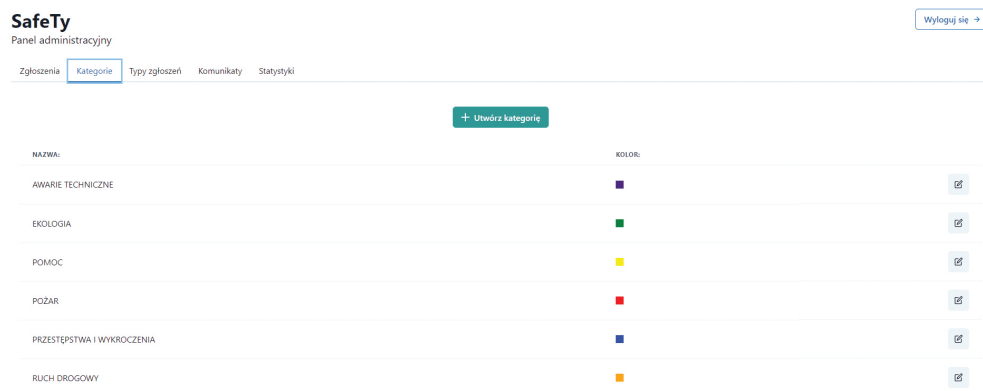 SafeTy
Wyloguj się →
Panel administracyjny
Zgłoszenia Kategorie Typy zgłoszeń Komunikaty Statystyki
+ Utwórz kategorię
NAZWA: KOLOR:
AWARIE TECHNICZNE
EKOLOGIA
POMOC
POŻAR
PRZESTĘPSTWA I WYKROCZENIA
RUCH DROGOWY